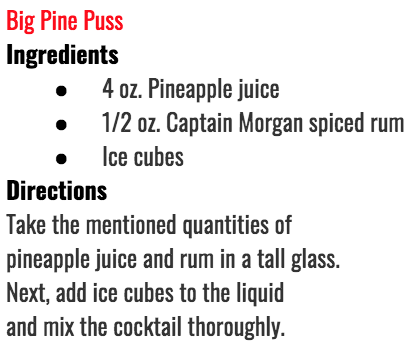 Big Pine Puss
Ingredients
● 4 oz. Pineapple juice
● 1/2 oz. Captain Morgan spiced rum
● Ice cubes
Directions
Take the mentioned quantities of
pineapple juice and rum in a tall glass.
Next, add ice cubes to the liquid
and mix the cocktail thoroughly.